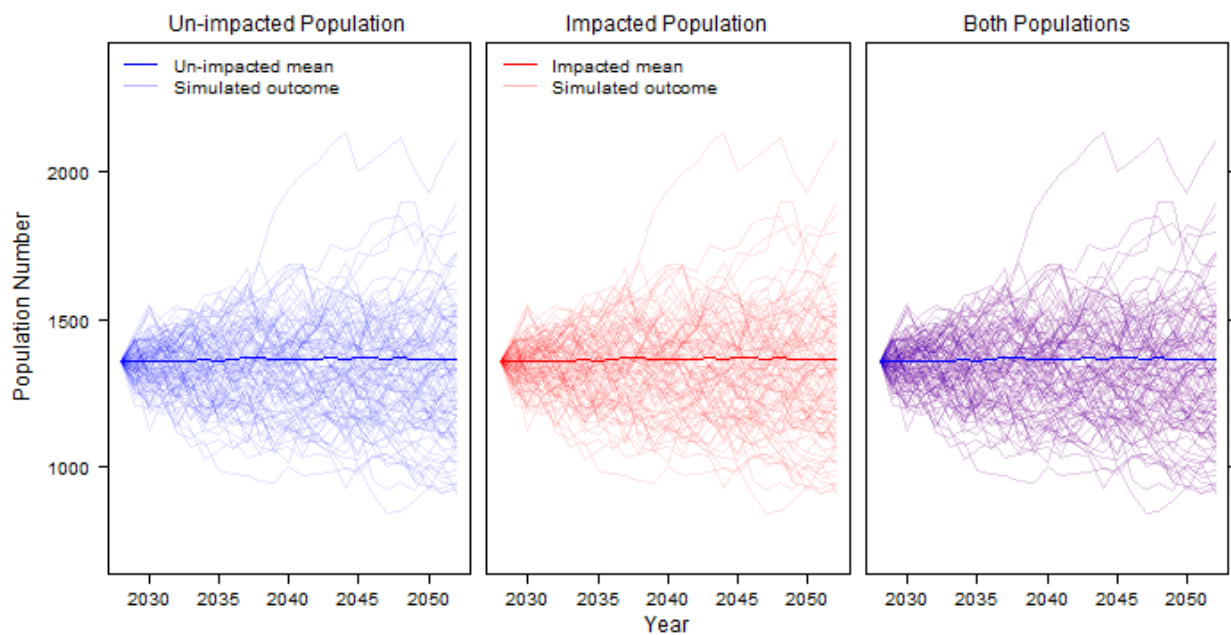 Un-impacted Population
Impacted Population
Both Populations
Un-impacted mean
Simulated outcome
Impacted mean
Simulated outcome
Population Number
2000
1500
1000
2030 2035 2040 2045 2050
2030 2035 2040 2045 2050
2030 2035 2040 2045 2050
Year